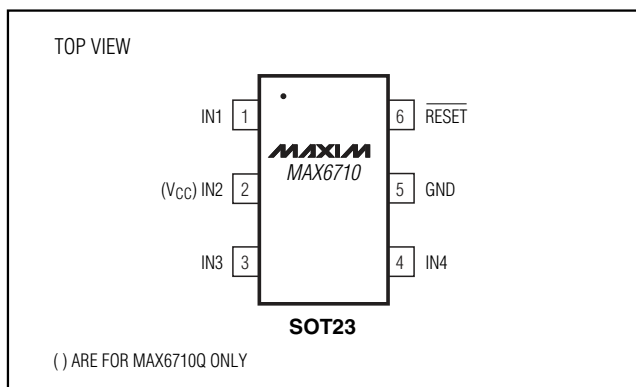 TOP VIEW
IN1 1
6 RESET
MAXIM
MAX6710
(VCC) IN2 2
5 GND
IN3 3
4 IN4
SOT23
( ) ARE FOR MAX6710Q ONLY